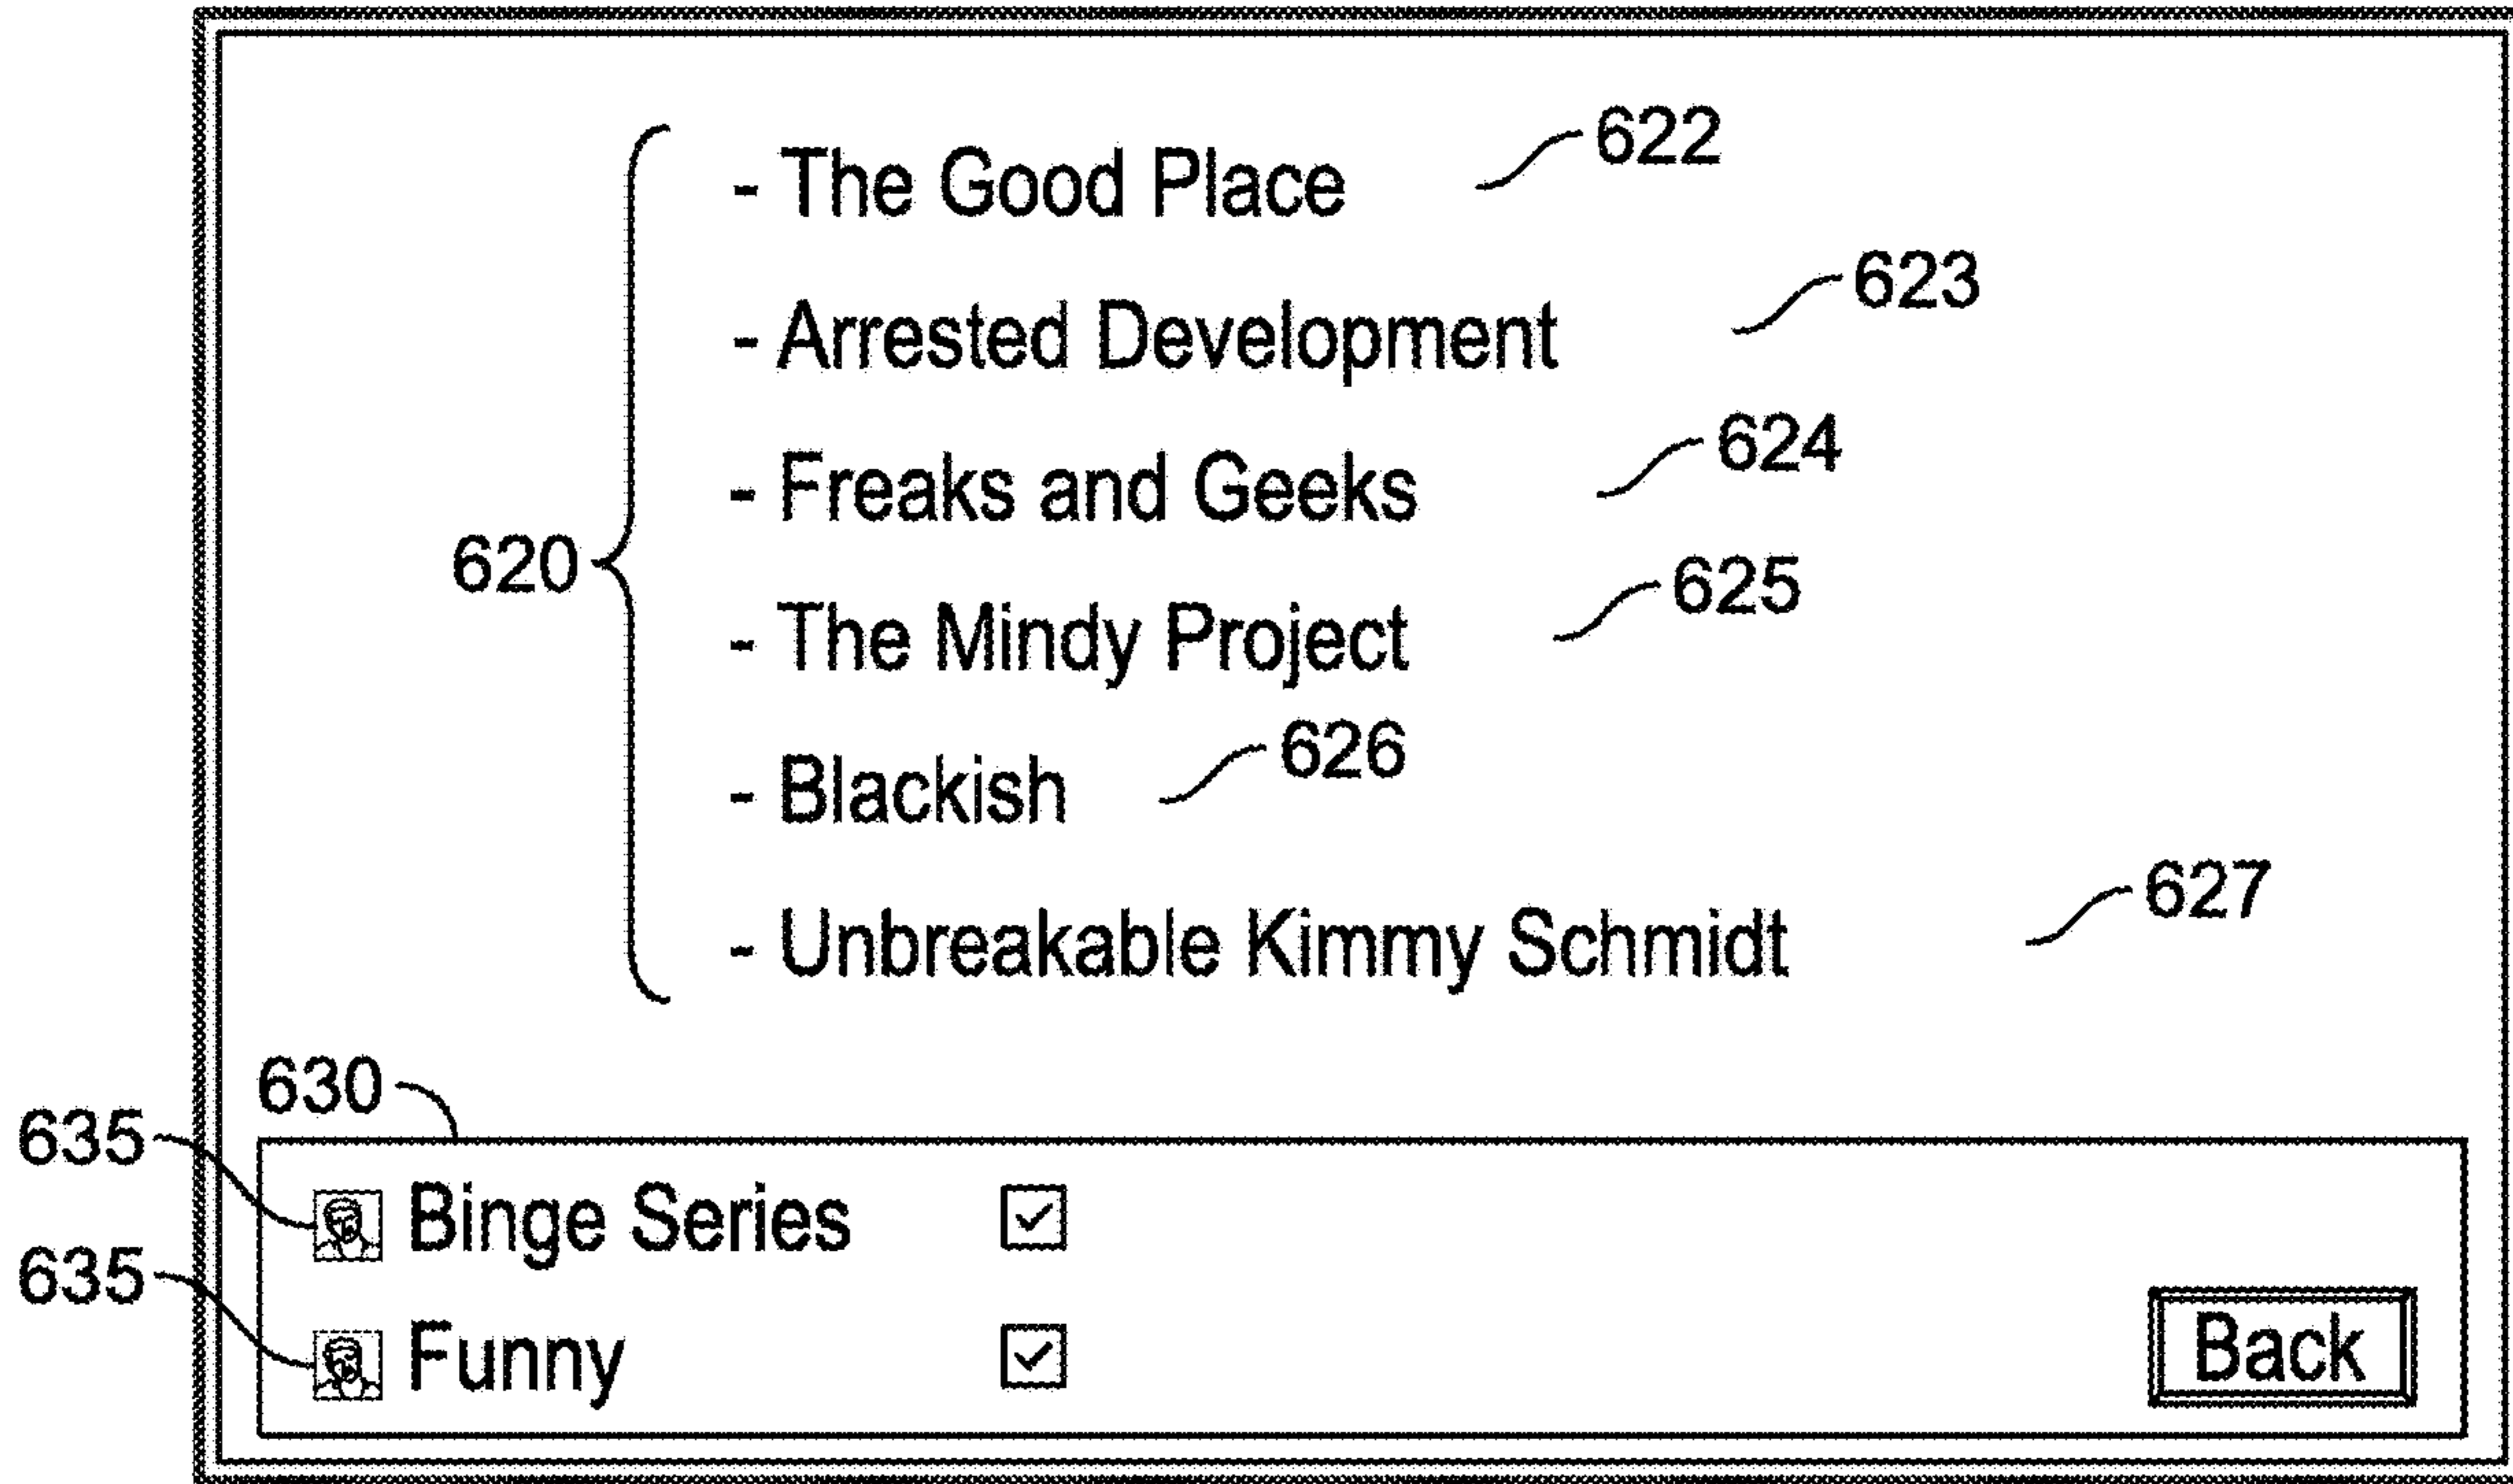 - The Good Place 622
- Arrested Development 623
- Freaks and Geeks 624
620
- The Mindy Project 625
- Blackish 626
- Unbreakable Kimmy Schmidt 627
630
635
Binge Series
635
Funny
Back